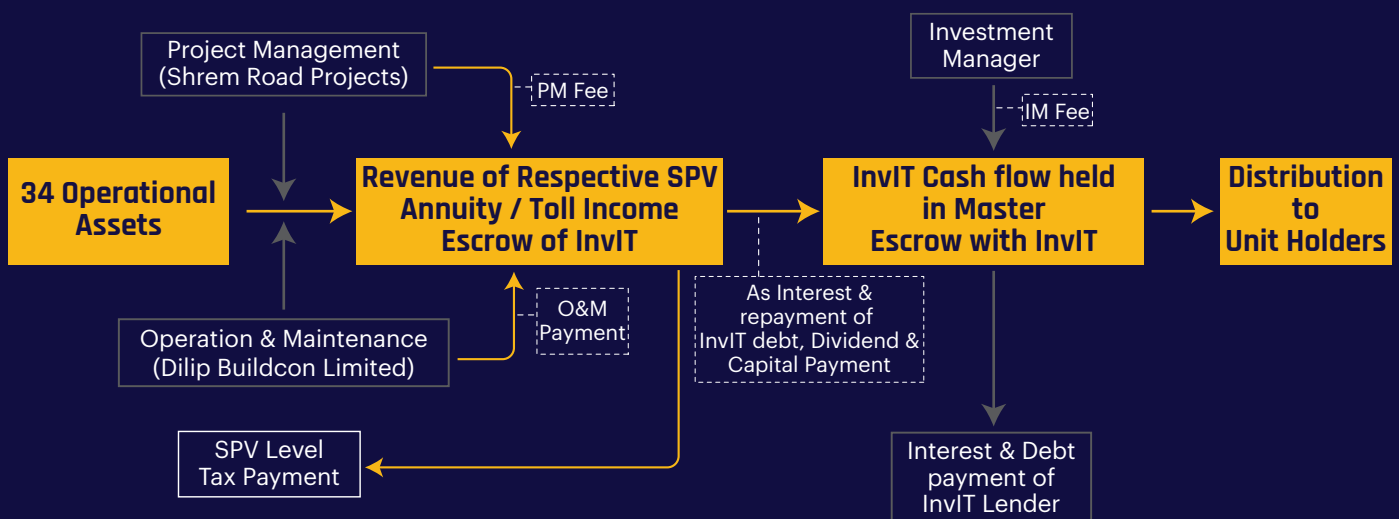 Project Management
(Shrem Road Projects)
PM Fee
Investment
Manager
IM Fee
34 Operational
Assets
Revenue of Respective SPV
Annuity / Toll Income
Escrow of InvIT
InvIT Cash flow held
in Master
Escrow with InvIT
Distribution
to
Unit Holders
Operation & Maintenance
(Dilip Buildcon Limited)
O&M
Payment
As Interest &
repayment of
InvIT debt, Dividend &
Capital Payment
SPV Level
Tax Payment
Interest & Debt
payment of
InvIT Lender